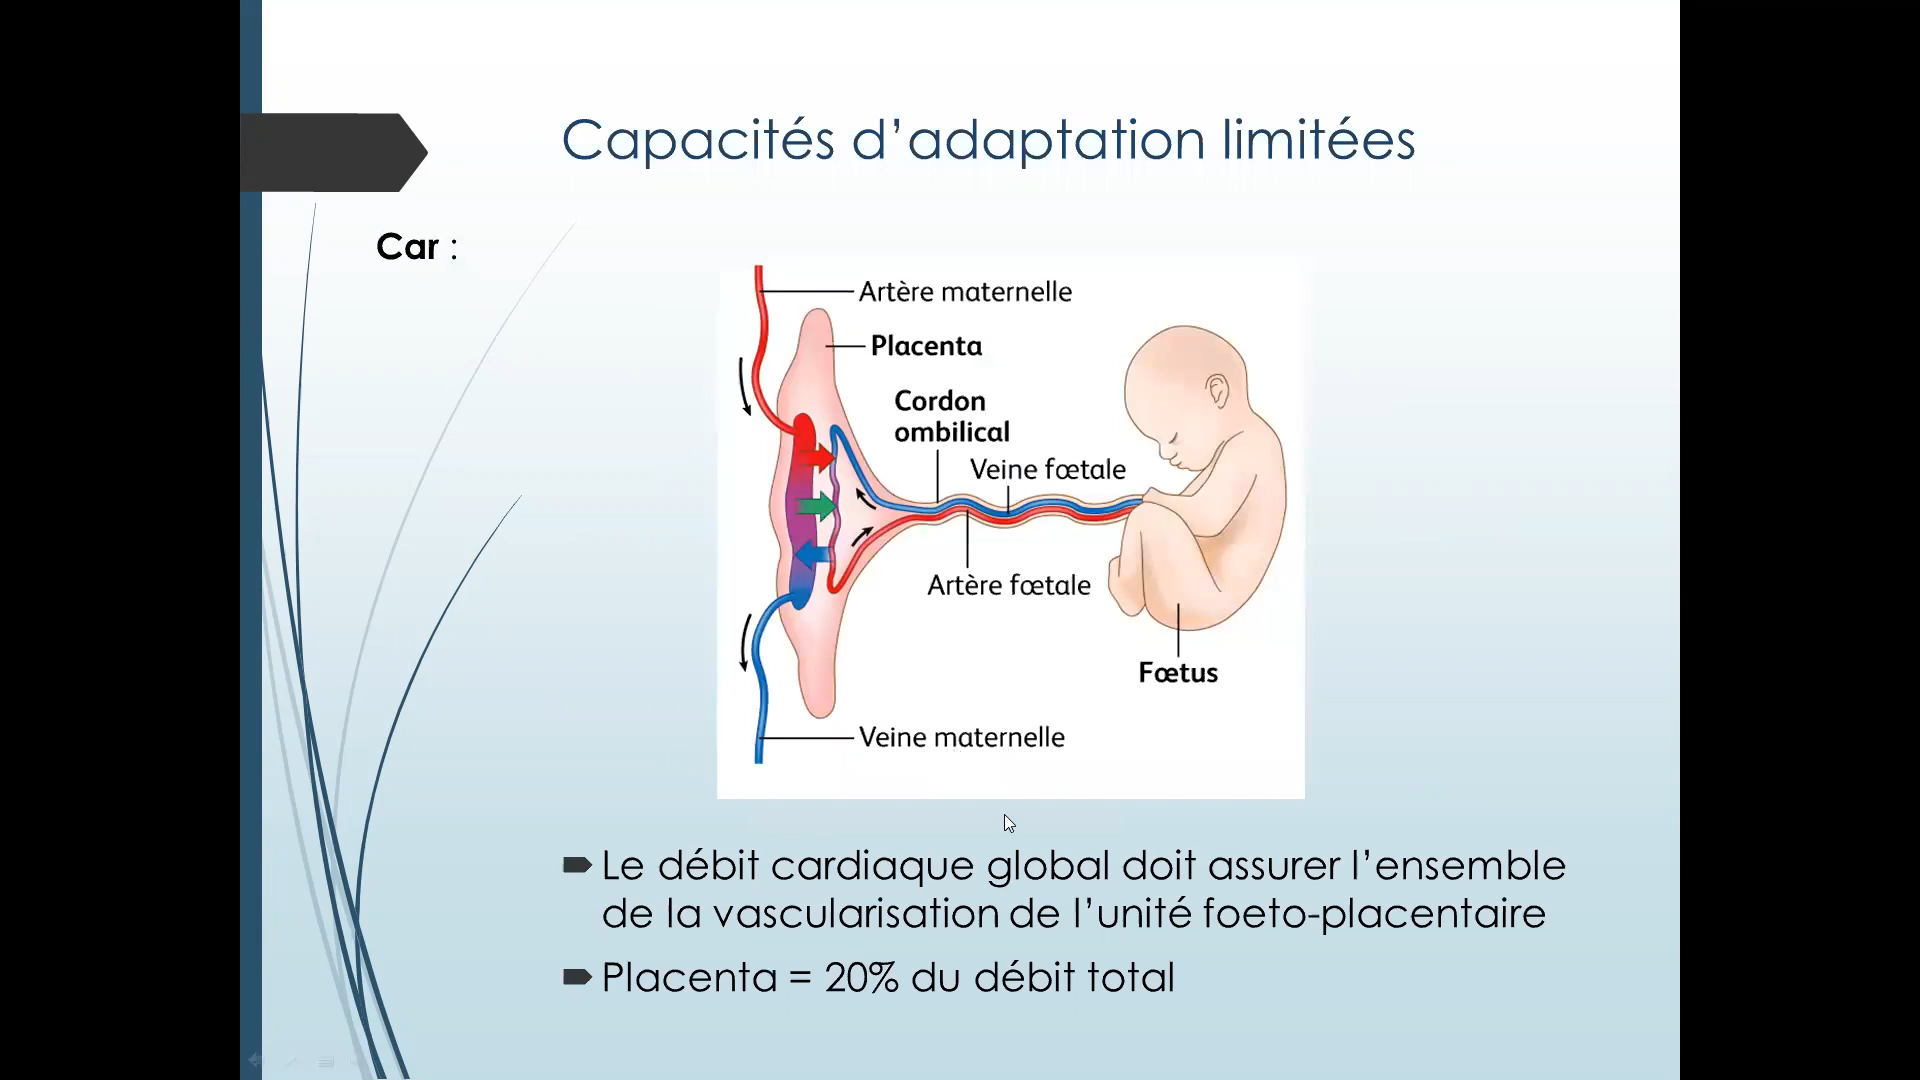 Capacités d’adaptation limitées
Car :
Artère maternelle
Placenta
Cordon
ombilical
Veine fœtale
Artère fœtale
Fœtus
Veine maternelle
Le débit cardiaque global doit assurer l’ensemble
de la vascularisation de l’unité foeto-placentaire
Placenta = 20% du débit total